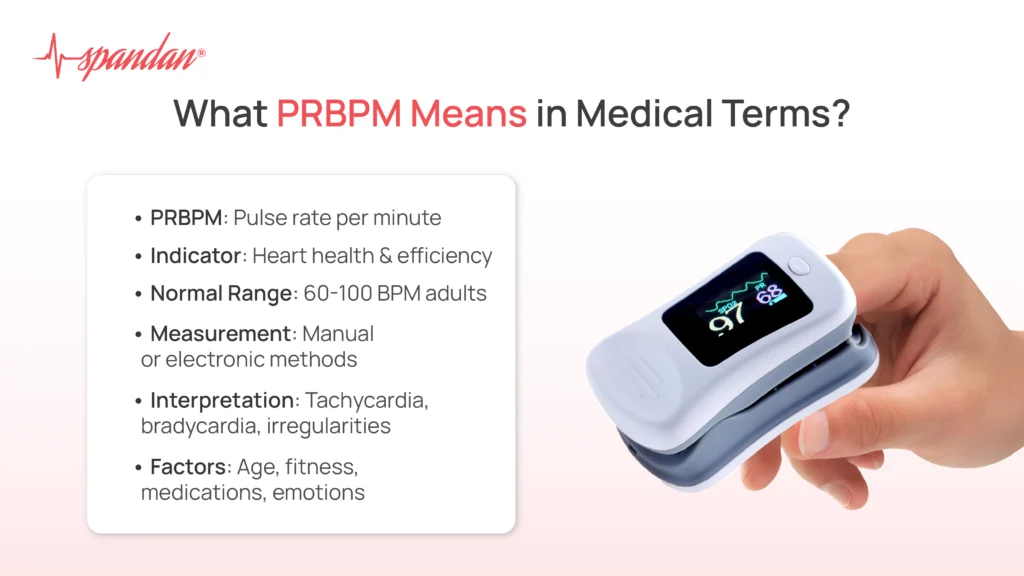 spandan®
What PRBPM Means in Medical Terms?
• PRBPM: Pulse rate per minute
• Indicator: Heart health & efficiency
• Normal Range: 60-100 BPM adults
• Measurement: Manual
or electronic methods
• Interpretation: Tachycardia,
bradycardia, irregularities
• Factors: Age, fitness,
medications, emotions
SPO2
97
PR
68